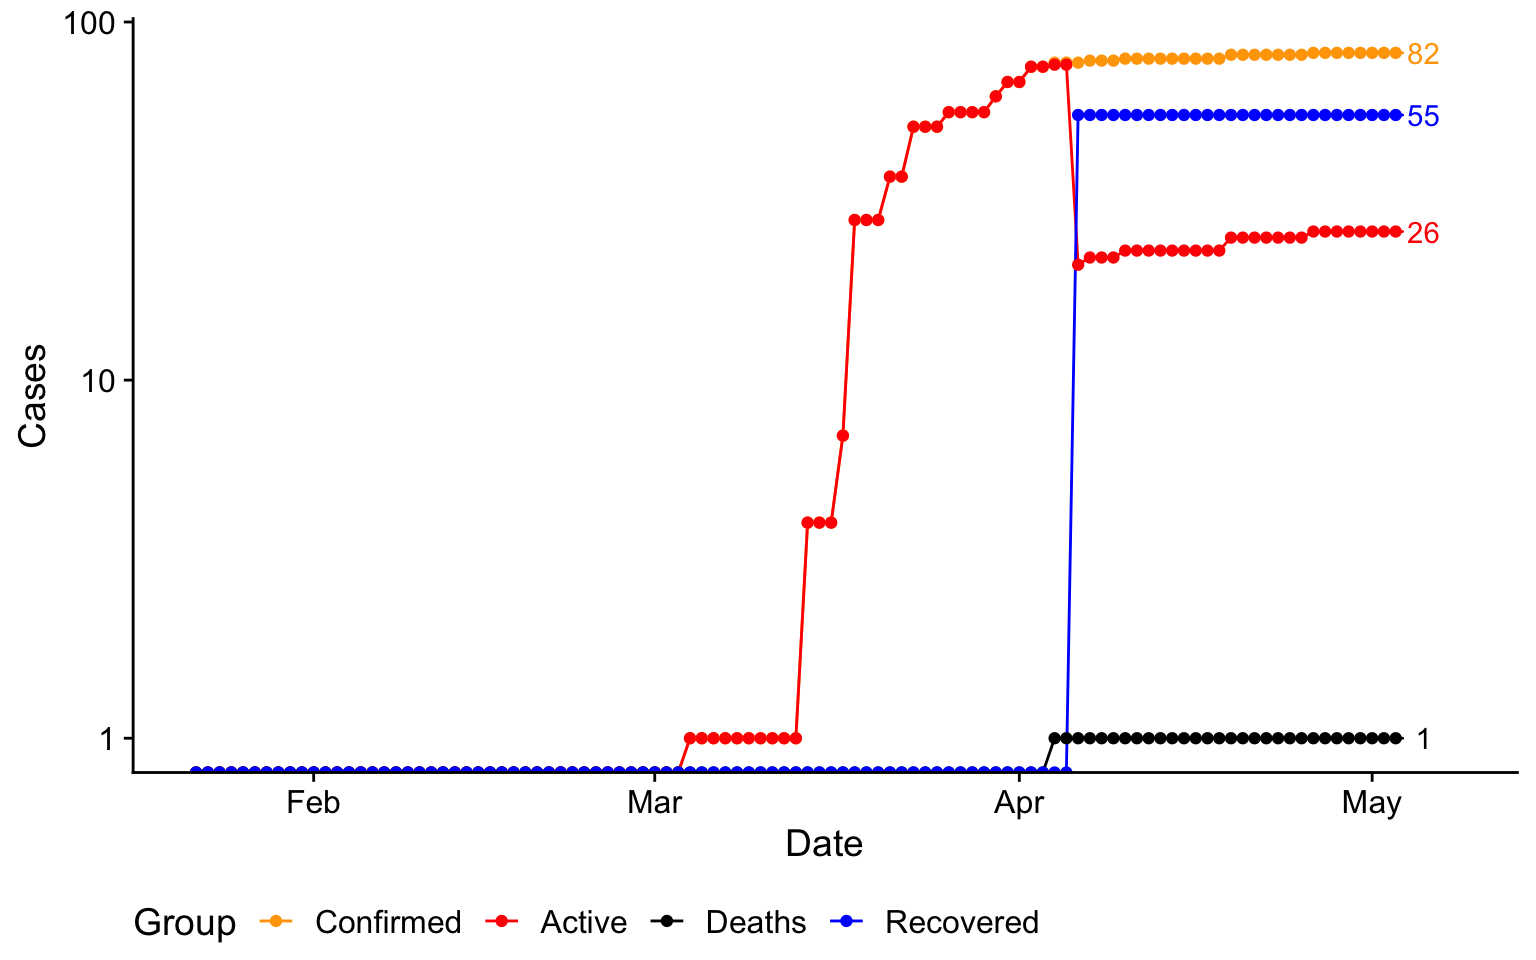 100
82
55
26
10
Cases
1
1
Feb Mar Apr May
Date
Group Confirmed Active Deaths Recovered